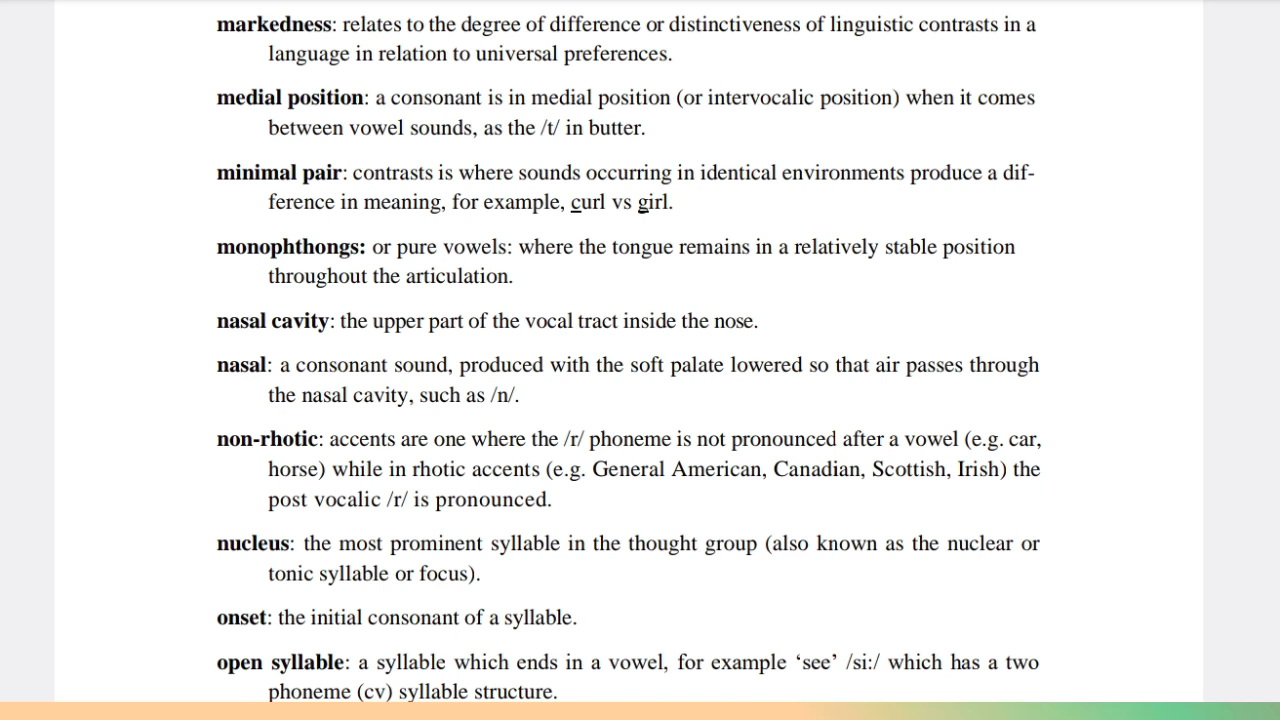 markedness: relates to the degree of difference or distinctiveness of linguistic contrasts in a
language in relation to universal preferences.
medial position: a consonant is in medial position (or intervocalic position) when it comes
between vowel sounds, as the /t/ in butter.
minimal pair: contrasts is where sounds occurring in identical environments produce a dif-
ference in meaning, for example, curl vs girl.
monophthongs: or pure vowels: where the tongue remains in a relatively stable position
throughout the articulation.
nasal cavity: the upper part of the vocal tract inside the nose.
nasal: a consonant sound, produced with the soft palate lowered so that air passes through
the nasal cavity, such as /n/.
non-rhotic: accents are one where the /r/ phoneme is not pronounced after a vowel (e.g. car,
horse) while in rhotic accents (e.g. General American, Canadian, Scottish, Irish) the
post vocalic /r/ is pronounced.
nucleus: the most prominent syllable in the thought group (also known as the nuclear or
tonic syllable or focus).
onset: the initial consonant of a syllable.
open syllable: a syllable which ends in a vowel, for example ‘see’ /si:/ which has a two
phoneme (cv) syllable structure.